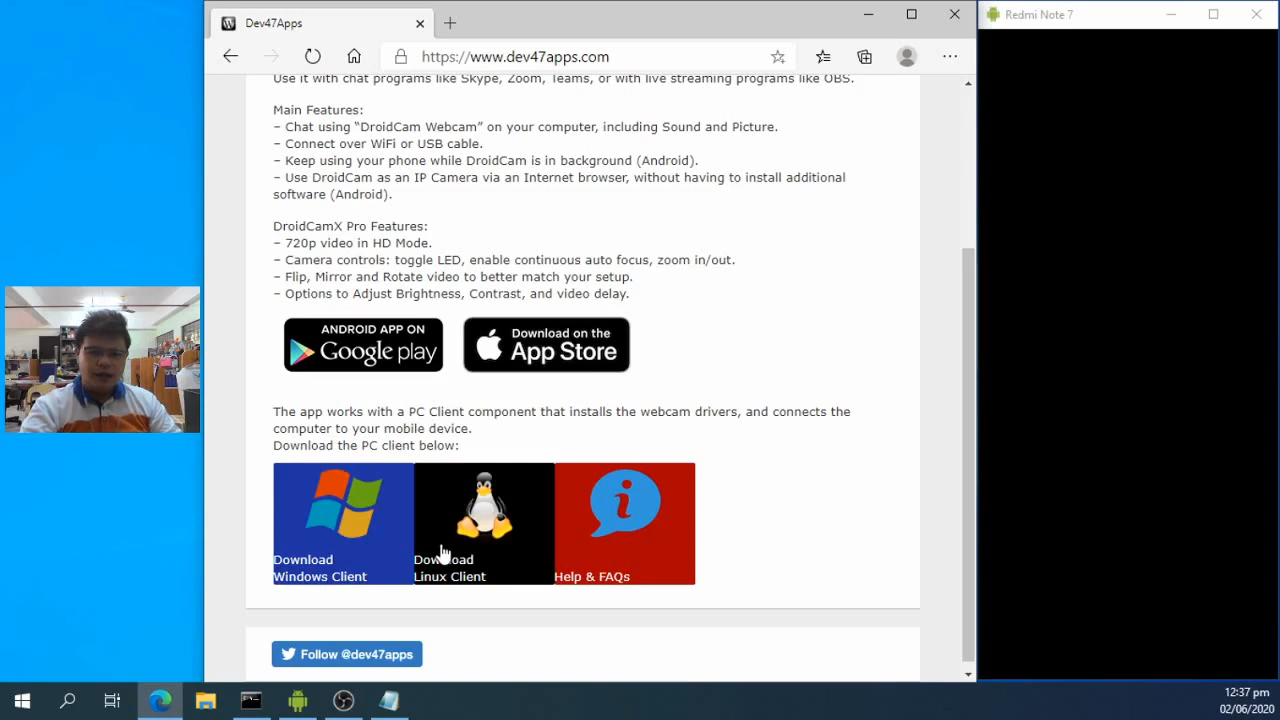 Dev47Apps
Redmi Note 7
https://www.dev47apps.com
Use it with chat programs like Skype, Zoom, Teams, or with live streaming programs like OBS.
Main Features:
– Chat using “DroidCam Webcam” on your computer, including Sound and Picture.
– Connect over WiFi or USB cable.
– Keep using your phone while DroidCam is in background (Android).
– Use DroidCam as an IP Camera via an Internet browser, without having to install additional
software (Android).
DroidCamX Pro Features:
– 720p video in HD Mode.
– Camera controls: toggle LED, enable continuous auto focus, zoom in/out.
– Flip, Mirror and Rotate video to better match your setup.
– Options to Adjust Brightness, Contrast, and video delay.
ANDROID APP ON
Google play
Download on the
App Store
The app works with a PC Client component that installs the webcam drivers, and connects the
computer to your mobile device.
Download the PC client below:
Download
Windows Client
Download
Linux Client
Help & FAQs
Follow @dev47apps
12:37 pm
02/06/2020